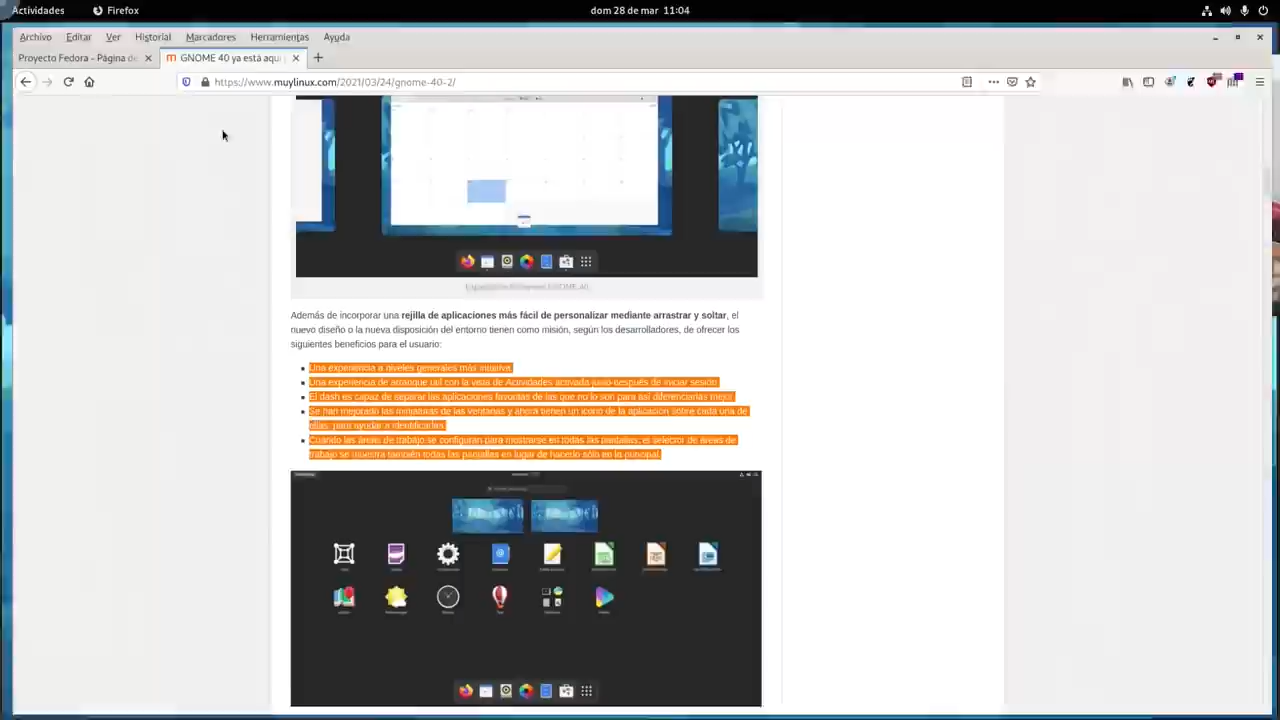 Actividades Firefox dom 28 de mar 11:04
Archivo Editar Ver Historial Marcadores Herramientas Ayuda
Proyecto Fedora - Página de GNOME 40 ya está aquí
https://www.muylinux.com/2021/03/24/gnome-40-2/
Además de incorporar una rejilla de aplicaciones más fácil de personalizar mediante arrastrar y soltar, el
nuevo diseño o la nueva disposición del entorno tienen como misión, según los desarrolladores, de ofrecer los
siguientes beneficios para el usuario:
Una experiencia a niveles generales más intuitiva.
Una experiencia de arranque útil con la vista de Actividades activada justo después de iniciar sesión.
El dash es capaz de separar las aplicaciones favoritas de las que no lo son para así diferenciarlas mejor.
Se han mejorado las miniaturas de las ventanas y ahora tienen un icono de la aplicación sobre cada una de
ellas, para ayudar a identificarlas.
Cuando las áreas de trabajo se configuran para mostrarse en todas las pantallas, el selector de áreas de
trabajo se muestra también todas las pantallas en lugar de hacerlo sólo en la principal.